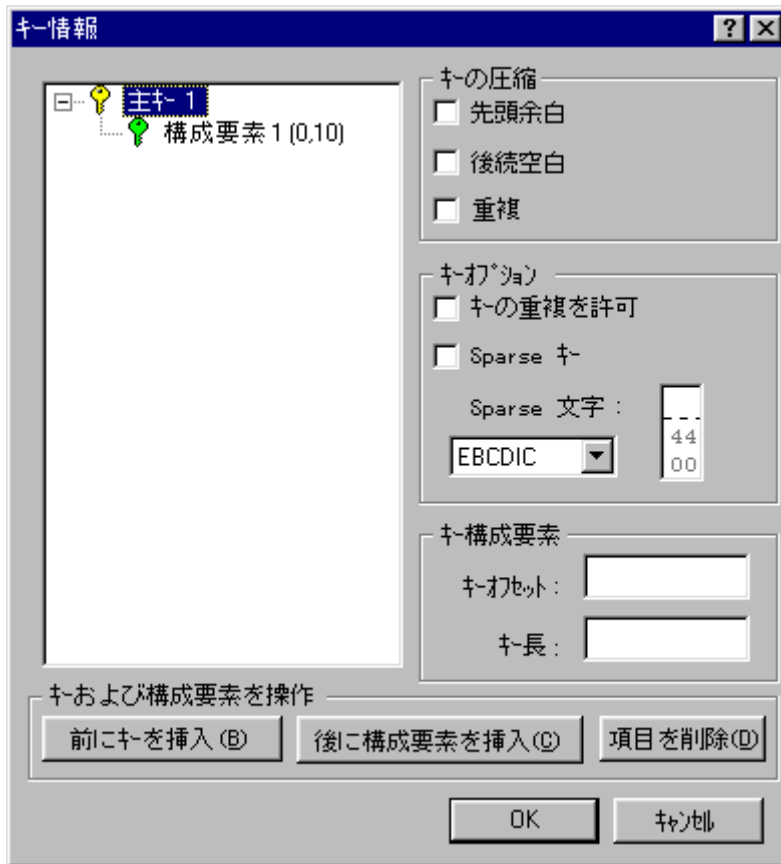 キー情報
主キー 1
構成要素 1 (0,10)
キーの圧縮
先頭余白
後続空白
重複
キーオプション
キーの重複を許可
Sparse キー
Sparse 文字 :
44
00
EBCDIC
キー構成要素
キーオフセット :
キー長 :
キーおよび構成要素を操作
前にキーを挿入(B)
後に構成要素を挿入(C)
項目を削除(D)
OK
キャンセル